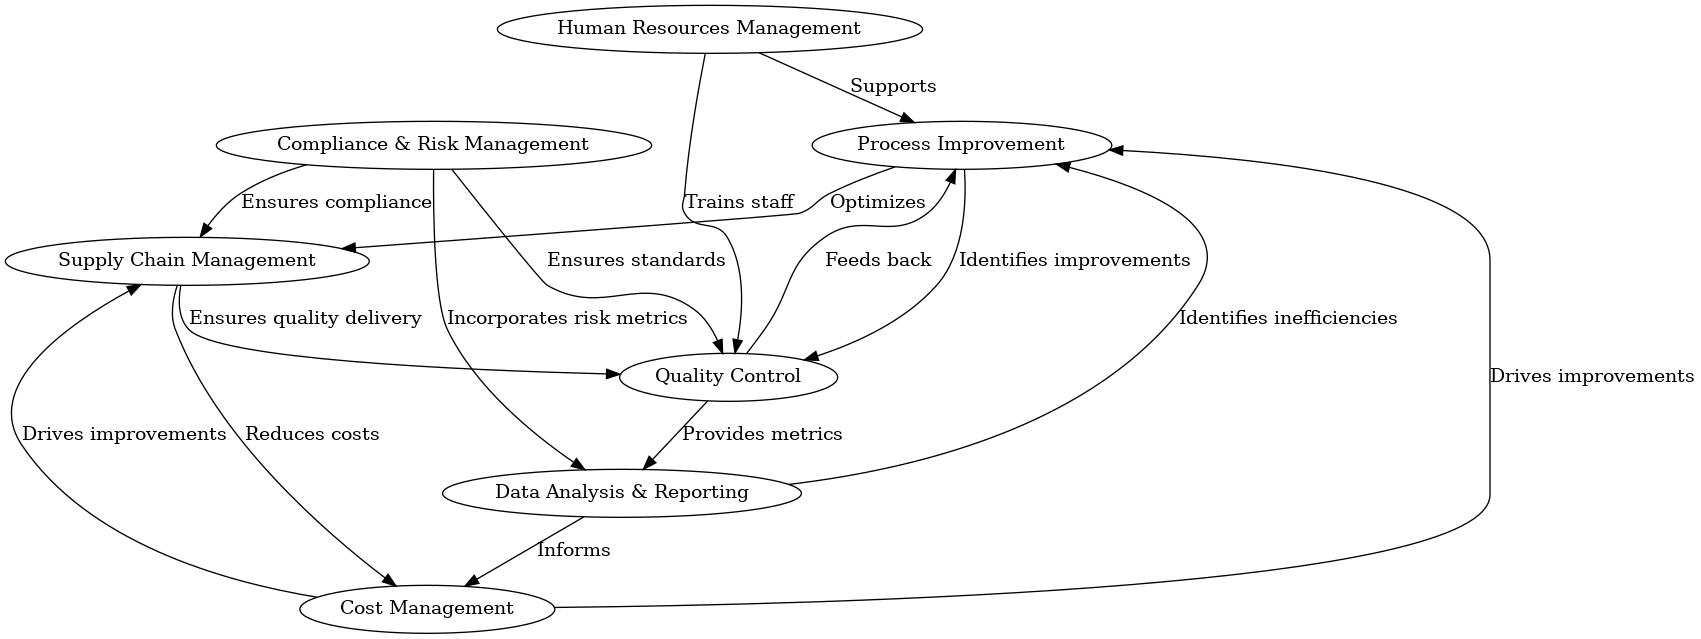 Human Resources Management
Supports
Compliance & Risk Management
Process Improvement
Ensures compliance
Trains staff
Optimizes
Supply Chain Management
Ensures standards
Feeds back
Identifies improvements
Ensures quality delivery
Incorporates risk metrics
Identifies inefficiencies
Quality Control
Drives improvements
Drives improvements
Reduces costs
Provides metrics
Data Analysis & Reporting
Informs
Cost Management